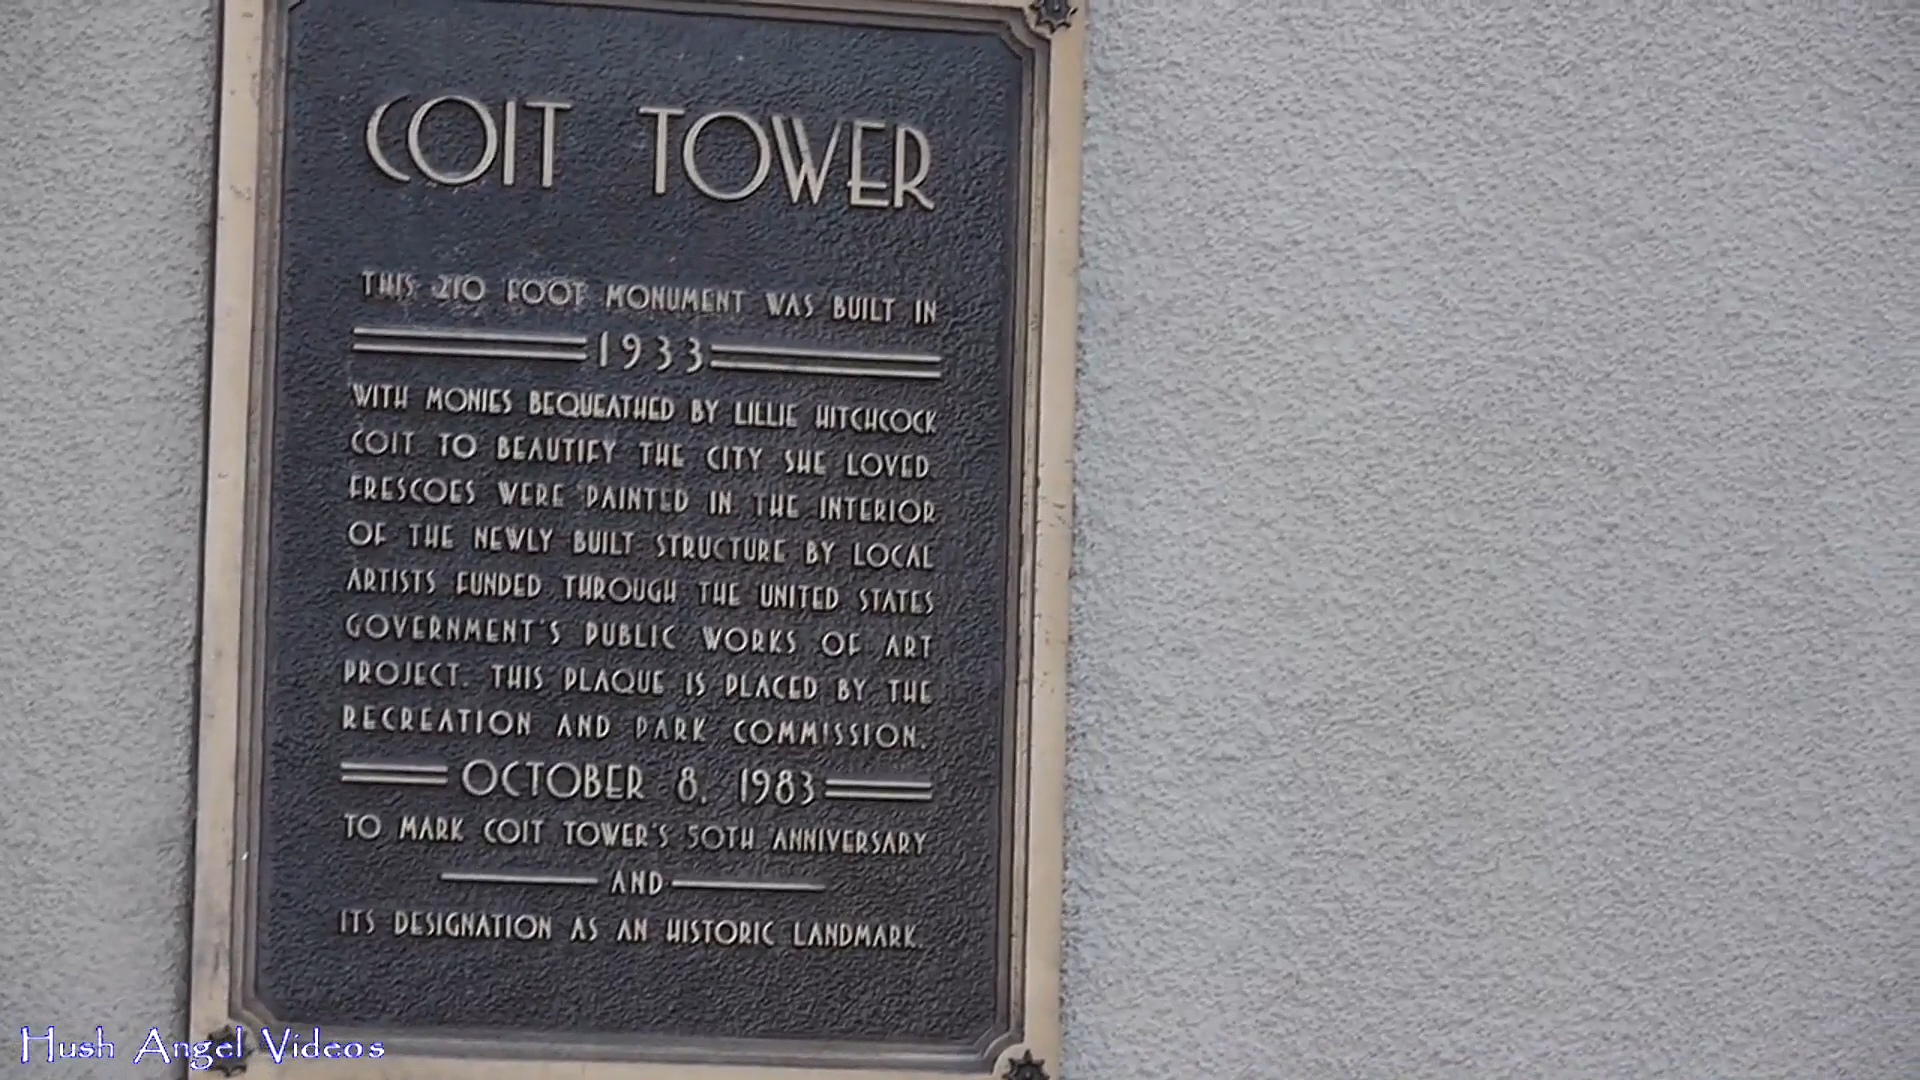 COIT TOWER
THIS 210 FOOT MONUMENT WAS BUILT IN
1933
WITH MONIES BEQUEATHED BY LILLIE HITCHCOCK
COIT TO BEAUTIFY THE CITY SHE LOVED.
FRESCOES WERE PAINTED IN THE INTERIOR
OF THE NEWLY BUILT STRUCTURE BY LOCAL
ARTISTS FUNDED THROUGH THE UNITED STATES
GOVERNMENT'S PUBLIC WORKS OF ART
PROJECT. THIS PLAQUE IS PLACED BY THE
RECREATION AND PARK COMMISSION.
OCTOBER 8, 1983
TO MARK COIT TOWER'S 50TH ANNIVERSARY
AND
ITS DESIGNATION AS AN HISTORIC LANDMARK.
Hush Angel Videos